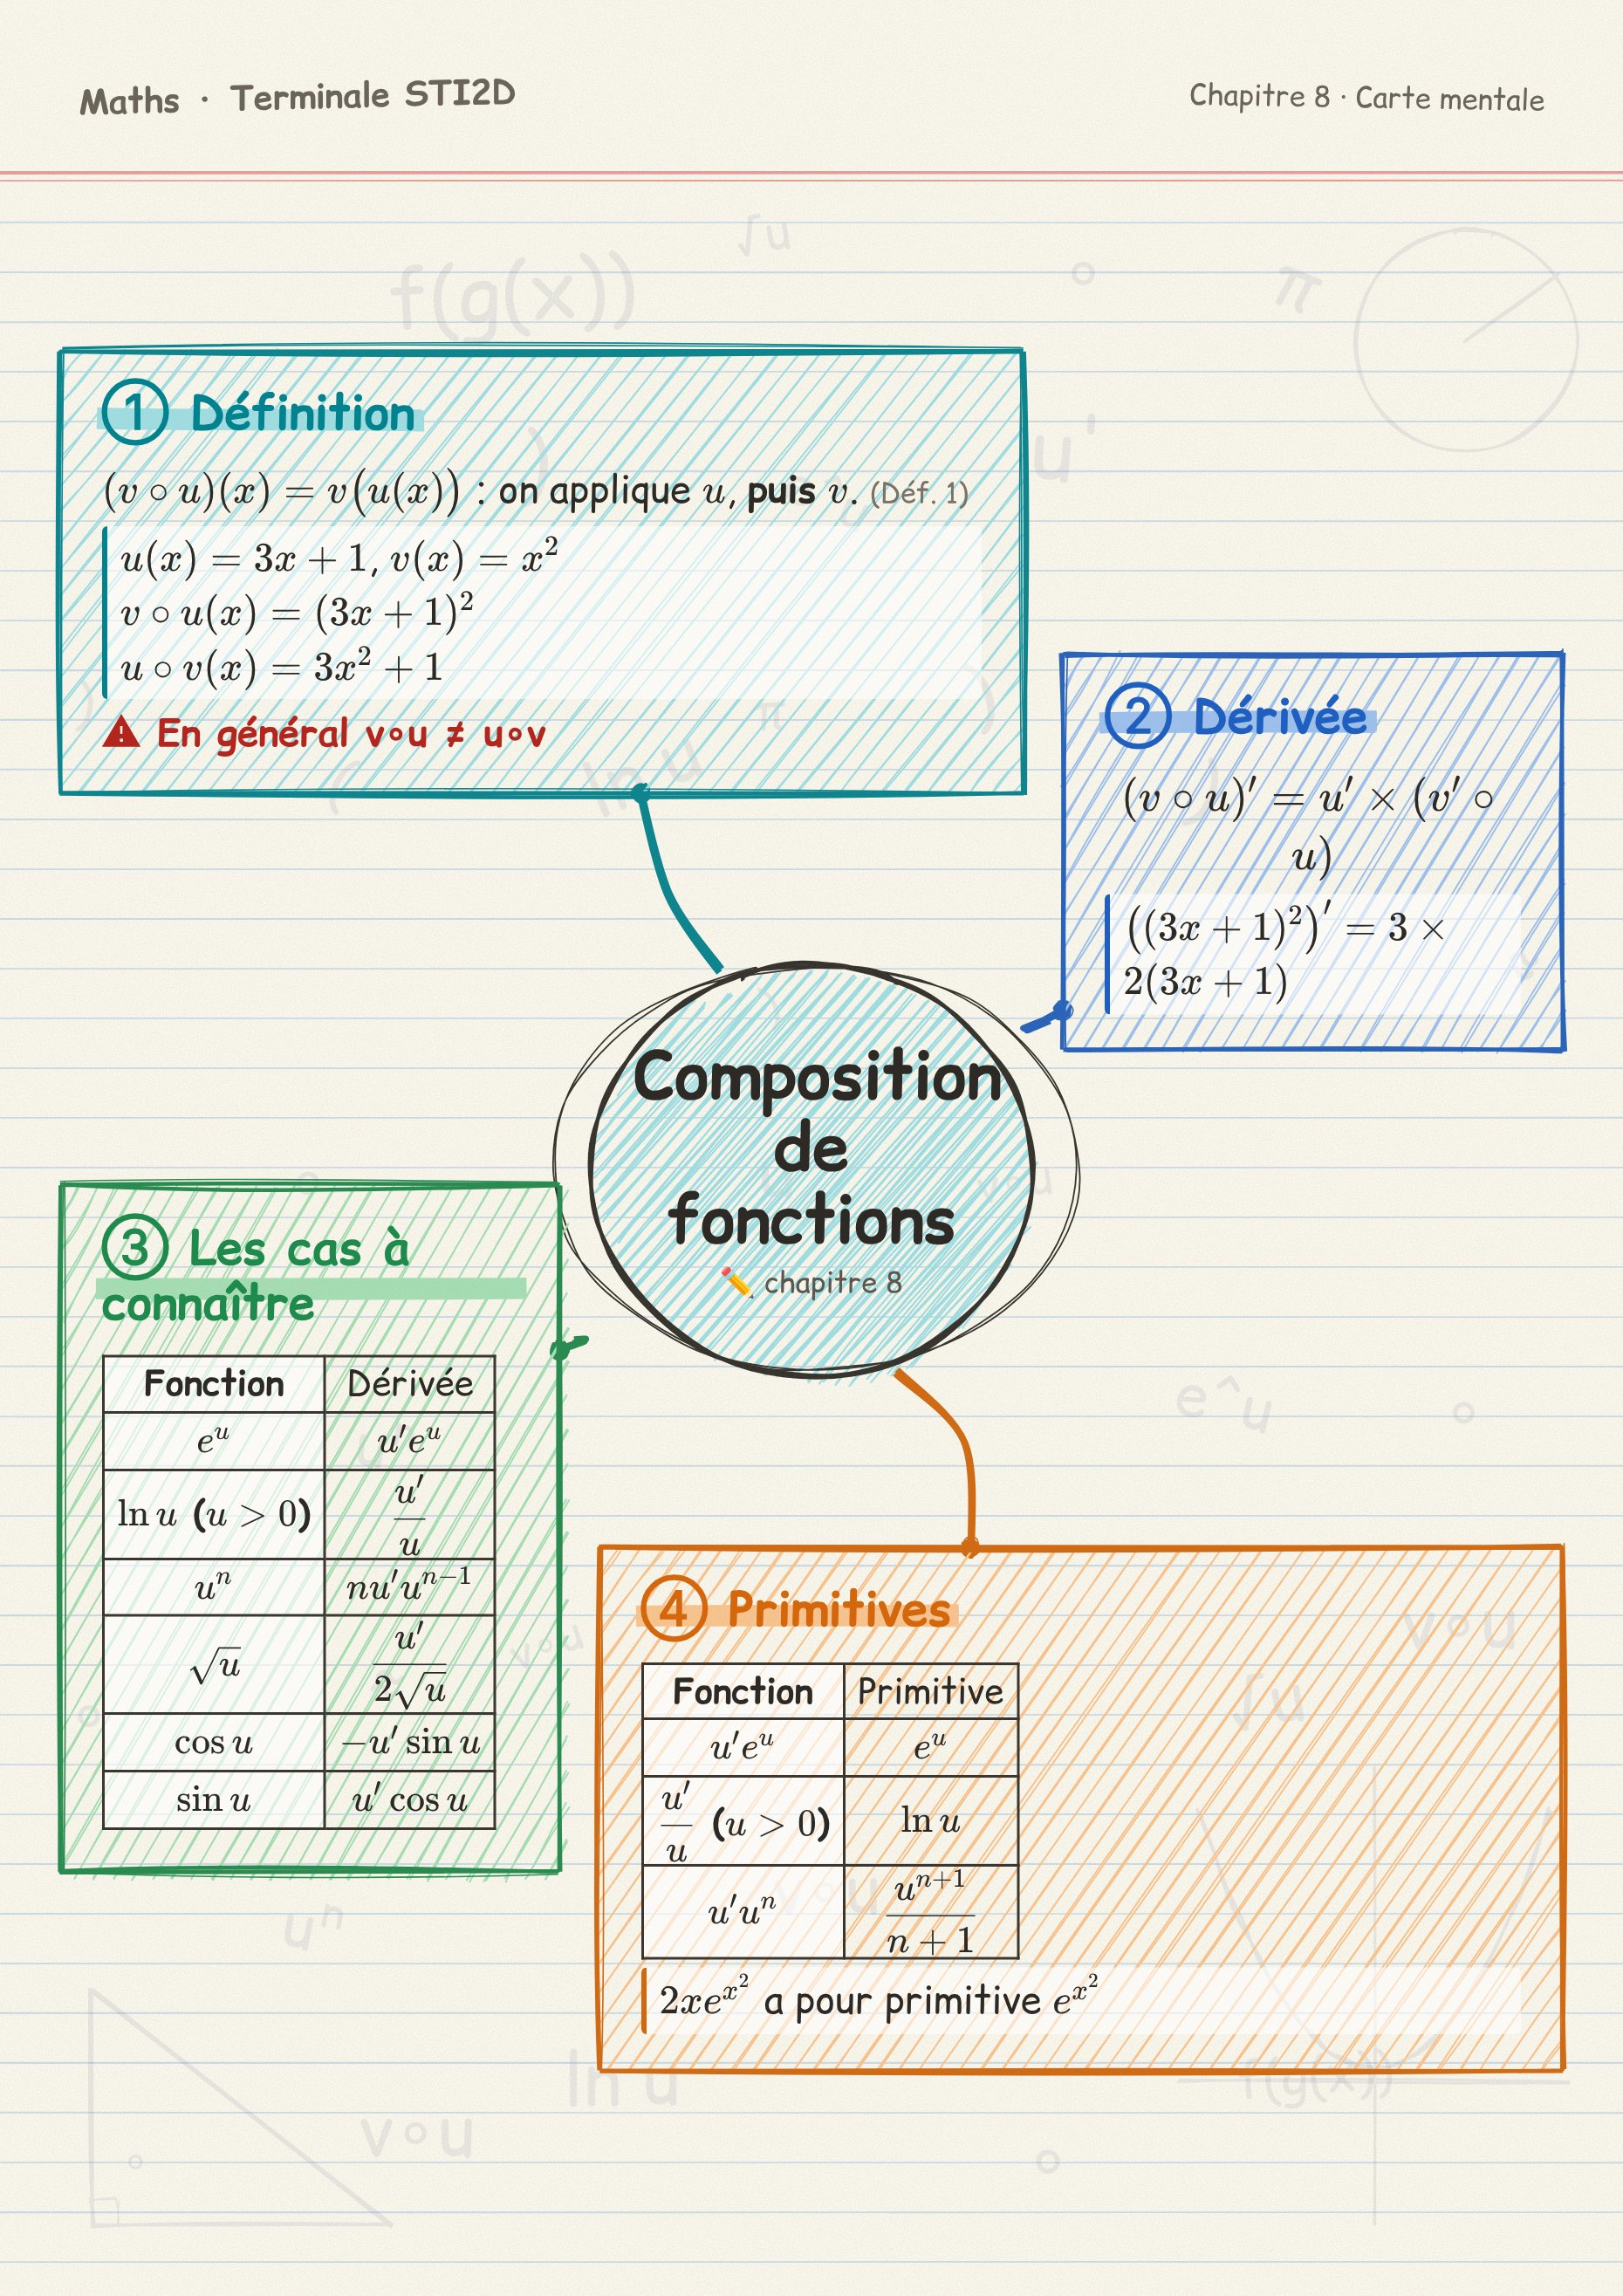 Maths · Terminale STI2D
Chapitre 8 · Carte mentale
f(g(x))
√u
π
u'
① Définition
(v ∘ u)(x) = v(u(x)) : on applique u, puis v. (Déf. 1)
u(x) = 3x + 1, v(x) = x²
v ∘ u(x) = (3x + 1)²
u ∘ v(x) = 3x² + 1
⚠ En général v∘u ≠ u∘v
π
ln u
② Dérivée
(v ∘ u)′ = u′ × (v′ ∘
u)
((3x + 1)²)′ = 3 ×
2(3x + 1)
Composition
de
fonctions
✏️ chapitre 8
v∘u
③ Les cas à
connaître
Fonction Dérivée
e^u u′e^u
ln u (u > 0) u′/u
u^n nu′u^{n−1}
√u u′/(2√u)
cos u −u′ sin u
sin u u′ cos u
v∘u
e^u
④ Primitives
Fonction Primitive
u′e^u e^u
u′/u (u > 0) ln u
u′u^n u^{n+1}/(n + 1)
2xe^{x²} a pour primitive e^{x²}
v∘u
√u
v∘u
uⁿ
ln u
f(g(x))
v∘u